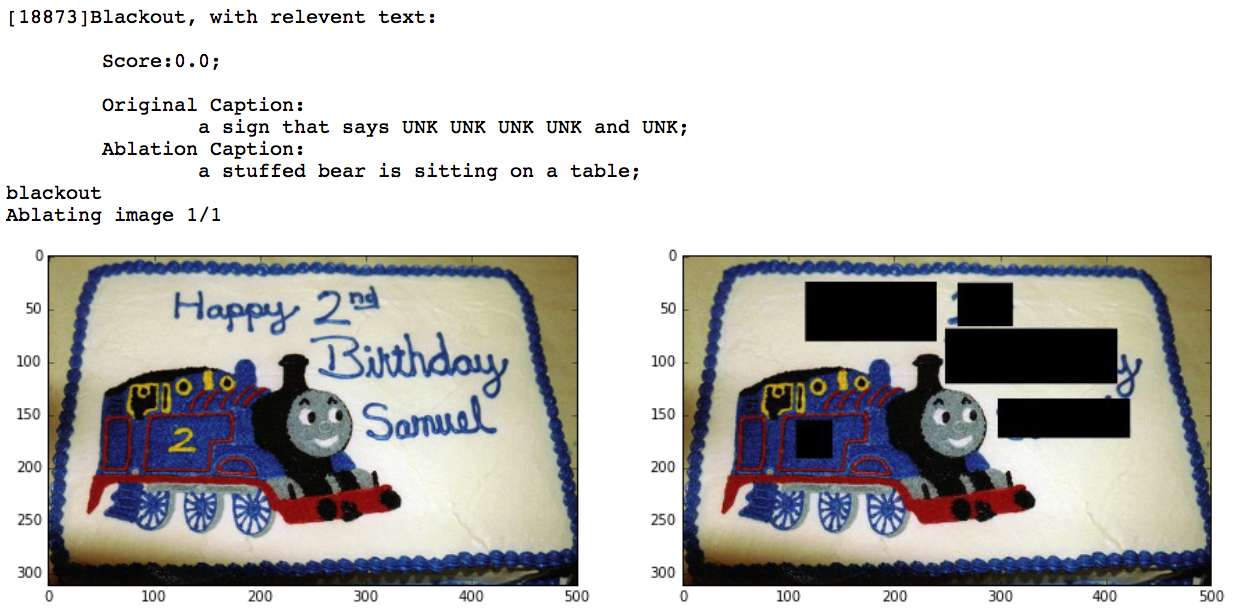 [18873]Blackout, with relevent text:
Score:0.0;
Original Caption:
a sign that says UNK UNK UNK UNK and UNK;
Ablation Caption:
a stuffed bear is sitting on a table;
blackout
Ablating image 1/1
0
50
100
150
200
250
300
0 100 200 300 400 500
Happy 2nd
Birthday
Samuel
2
0
50
100
150
200
250
300
0 100 200 300 400 500
y